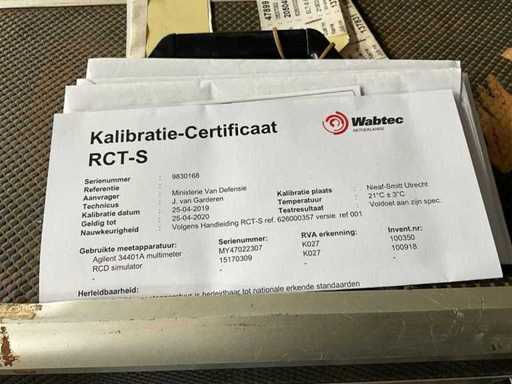 Kalibratie-Certificaat
RCT-S
Wabtec
NETHERLANDS
Serienummer : 9830168
Referentie :
Aanvrager : Ministerie Van Defensie
Technicus : J. van Garderen
Kalibratie datum : 25-04-2019
Geldig tot : 25-04-2020
Nauwkeurigheid : Volgens Handleiding RCT-S ref. 626000357 versie ref 001
Kalibratie plaats : Nieaf-Smitt Utrecht
Temperatuur : 21°C ± 3°C
Testresultaat : Voldoet aan zijn spec.
Gebruikte meetapparatuur: Serienummer: RVA erkenning: Invent.nr:
Agilent 34401A multimeter MY47022307 K027 100350
RCD simulator 15170309 K027 100918
- - -
Herleidbaarheid:
is herleidbaar tot nationale erkende standaarden